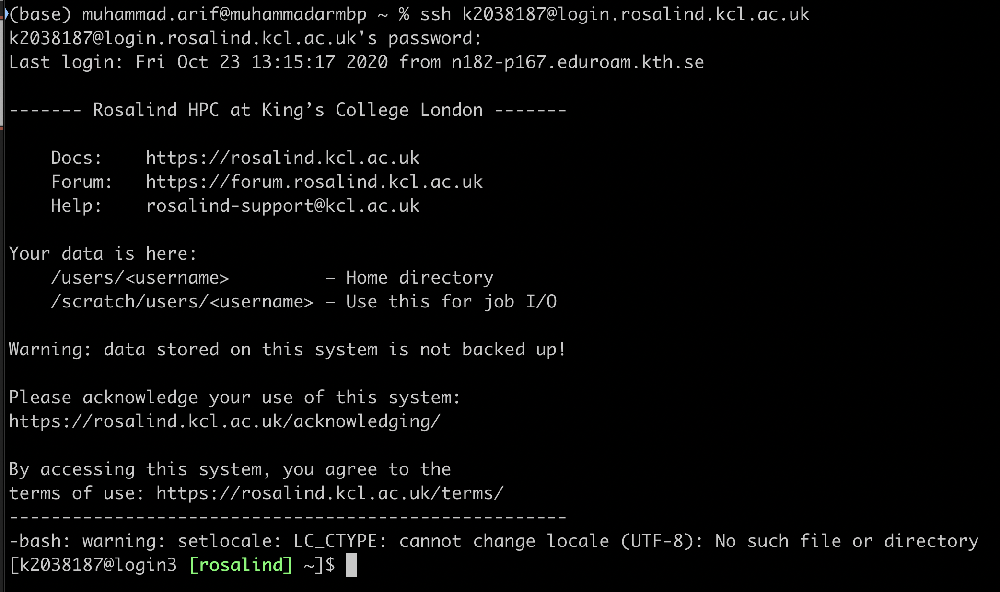 (base) muhammad.arif@muhammadarmbp ~ % ssh k2038187@login.rosalind.kcl.ac.uk
k2038187@login.rosalind.kcl.ac.uk's password:
Last login: Fri Oct 23 13:15:17 2020 from n182-p167.eduroam.kth.se
------- Rosalind HPC at King’s College London -------
Docs: https://rosalind.kcl.ac.uk
Forum: https://forum.rosalind.kcl.ac.uk
Help: rosalind-support@kcl.ac.uk
Your data is here:
/users/<username> – Home directory
/scratch/users/<username> – Use this for job I/O
Warning: data stored on this system is not backed up!
Please acknowledge your use of this system:
https://rosalind.kcl.ac.uk/acknowledging/
By accessing this system, you agree to the
terms of use: https://rosalind.kcl.ac.uk/terms/
-----------------------------------------------------
-bash: warning: setlocale: LC_CTYPE: cannot change locale (UTF-8): No such file or directory
[k2038187@login3 [rosalind] ~]$